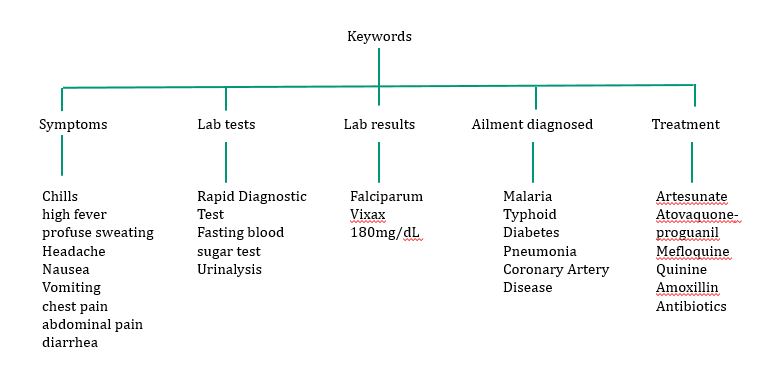 Keywords
Symptoms
Lab tests
Lab results
Ailment diagnosed
Treatment
Chills
high fever
profuse sweating
Headache
Nausea
Vomiting
chest pain
abdominal pain
diarrhea
Rapid Diagnostic
Test
Fasting blood
sugar test
Urinalysis
Falciparum
Vixax
180mg/dL
Malaria
Typhoid
Diabetes
Pneumonia
Coronary Artery
Disease
Artesunate
Atovaquone-
proguanil
Mefloquine
Quinine
Amoxillin
Antibiotics